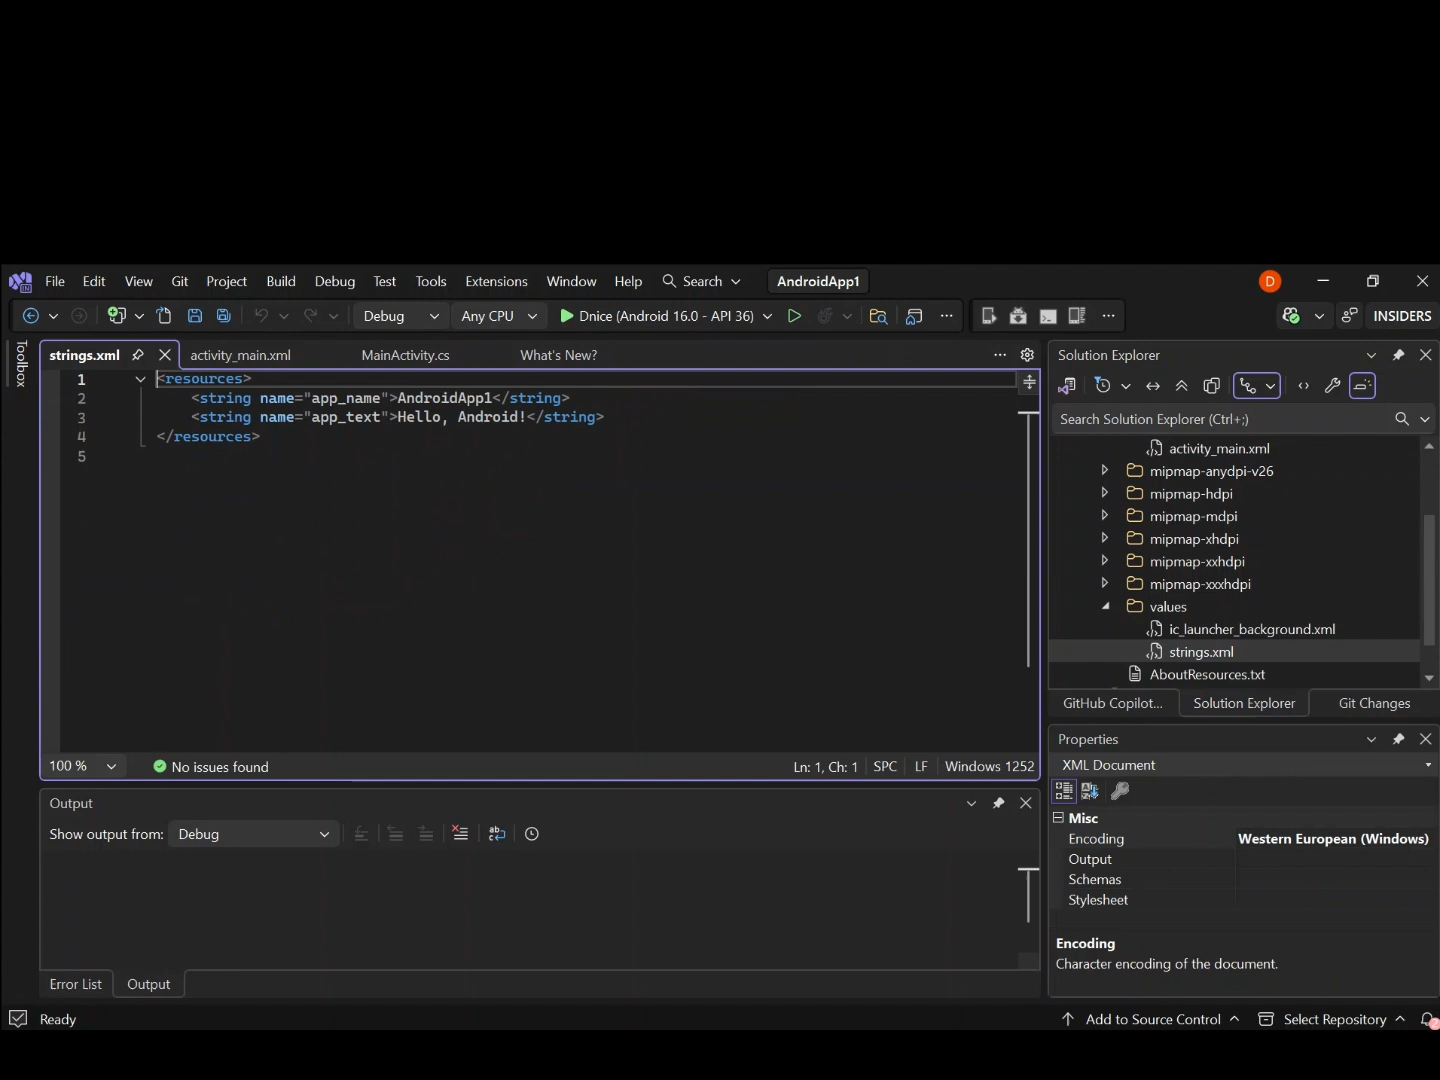 File Edit View Git Project Build Debug Test Tools Extensions Window Help Search AndroidApp1 D
Debug Any CPU Dnice (Android 16.0 - API 36) INSIDERS
Toolbox
strings.xml activity_main.xml MainActivity.cs What's New?
1 <resources>
2 <string name="app_name">AndroidApp1</string>
3 <string name="app_text">Hello, Android!</string>
4 </resources>
5
100 % No issues found Ln: 1, Ch: 1 SPC LF Windows 1252
Output
Show output from: Debug
Error List Output
Solution Explorer
Search Solution Explorer (Ctrl+;)
activity_main.xml
mipmap-anydpi-v26
mipmap-hdpi
mipmap-mdpi
mipmap-xhdpi
mipmap-xxhdpi
mipmap-xxxhdpi
values
ic_launcher_background.xml
strings.xml
AboutResources.txt
GitHub Copilot... Solution Explorer Git Changes
Properties
XML Document
Misc
Encoding Western European (Windows)
Output
Schemas
Stylesheet
Encoding
Character encoding of the document.
Ready Add to Source Control Select Repository 2